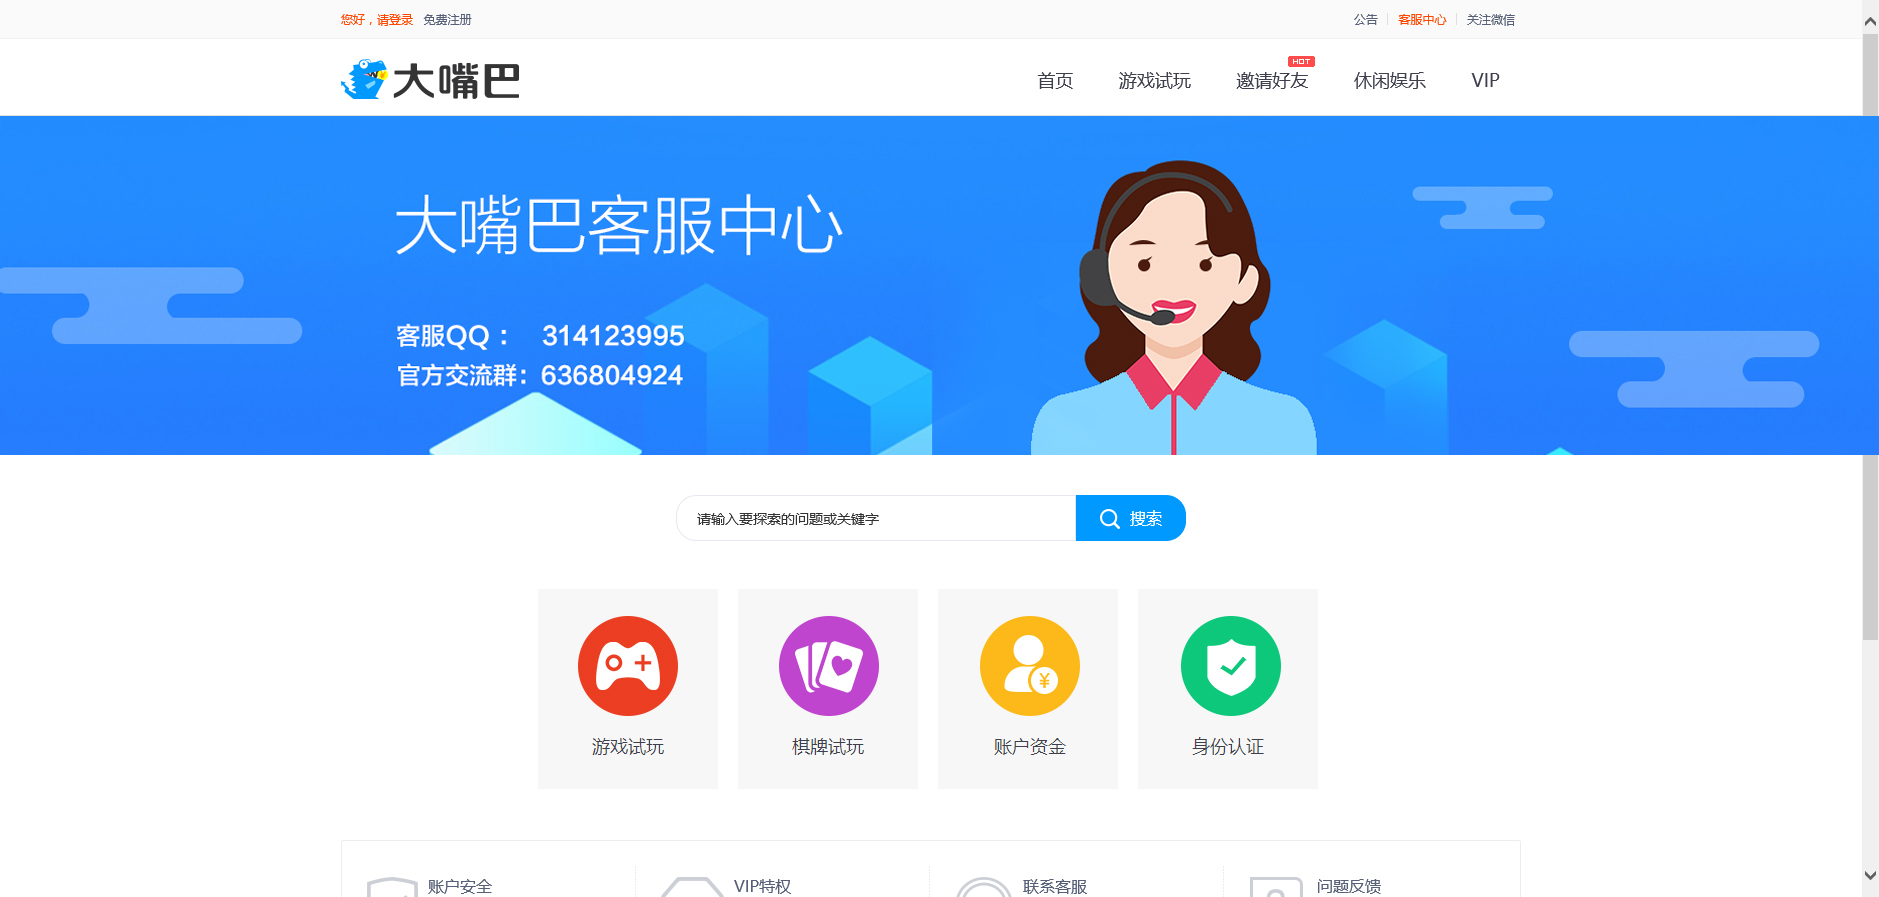 您好，请登录 免费注册
公告 客服中心 关注微信
大嘴巴
首页 游戏试玩 邀请好友 HOT 休闲娱乐 VIP
大嘴巴客服中心
客服QQ： 314123995
官方交流群：636804924
请输入要探索的问题或关键字 搜索
游戏试玩 棋牌试玩 账户资金 身份认证
账户安全 VIP特权 联系客服 问题反馈